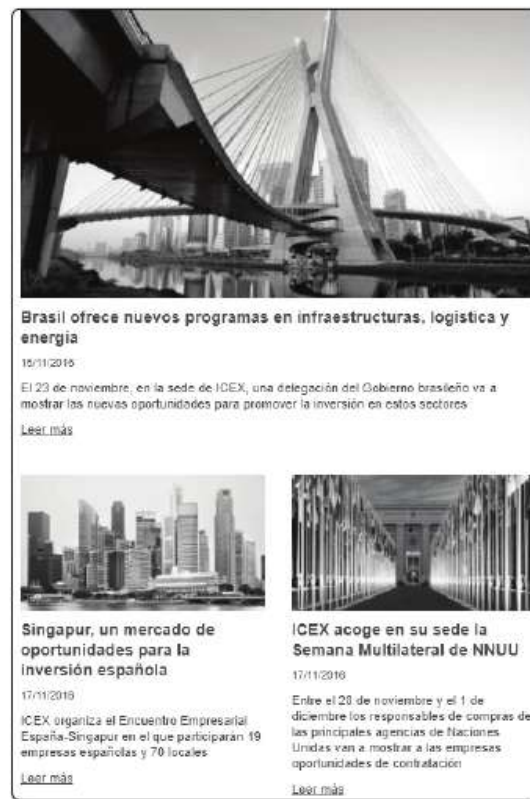 Brasil ofrece nuevos programas en infraestructuras, logística y
energía
16/11/2016
El 23 de noviembre, en la sede de ICEX, una delegación del Gobierno brasileño va a
mostrar las nuevas oportunidades para promover la inversión en estos sectores
Leer más
Singapur, un mercado de
oportunidades para la
inversión española
17/11/2016
ICEX organiza el Encuentro Empresarial
España-Singapur en el que participarán 19
empresas españolas y 70 locales
Leer más
ICEX acoge en su sede la
Semana Multilateral de NNUU
17/11/2016
Entre el 28 de noviembre y el 1 de
diciembre los responsables de compras de
las principales agencias de Naciones
Unidas van a mostrar a las empresas
oportunidades de contratación
Leer más